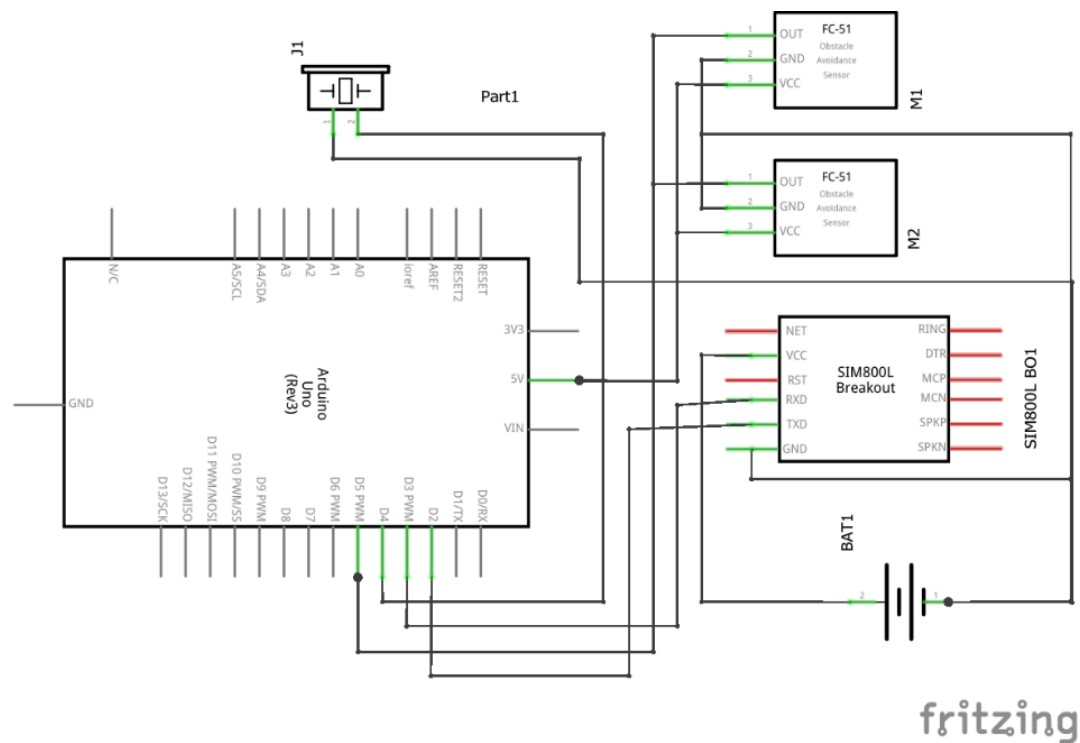 J1
1
2
Part1
1
OUT
2
GND
3
VCC
FC-51
Obstacle
Avoidance
Sensor
M1
1
OUT
2
GND
3
VCC
FC-51
Obstacle
Avoidance
Sensor
M2
N/C
A5/SCL
A4/SDA
A3
A2
A1
A0
ioref
AREF
RESET2
RESET
3V3
5V
VIN
GND
Arduino
Uno
(Rev3)
D13/SCK
D12/MISO
D11 PWM/MOSI
D10 PWM/SS
D9 PWM
D8
D7
D6 PWM
D5 PWM
D4
D3 PWM
D2
D1/TX
D0/RX
NET
VCC
RST
RXD
TXD
GND
SIM800L
Breakout
RING
DTR
MCP
MCN
SPKP
SPKN
SIM800L BO1
BAT1
2
1
fritzing